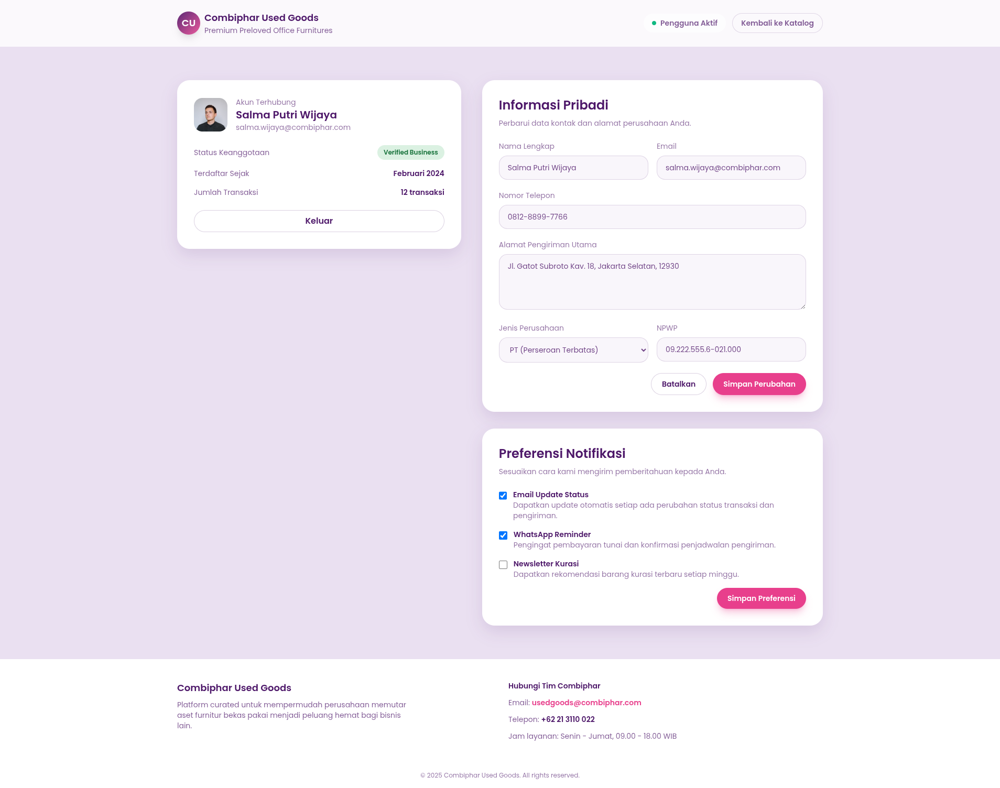 CU
Combiphar Used Goods
Premium Preloved Office Furnitures
Pengguna Aktif
Kembali ke Katalog
Akun Terhubung
Salma Putri Wijaya
salma.wijaya@combiphar.com
Status Keanggotaan
Verified Business
Terdaftar Sejak
Februari 2024
Jumlah Transaksi
12 transaksi
Keluar
Informasi Pribadi
Perbarui data kontak dan alamat perusahaan Anda.
Nama Lengkap
Email
Salma Putri Wijaya
salma.wijaya@combiphar.com
Nomor Telepon
0812-8899-7766
Alamat Pengiriman Utama
Jl. Gatot Subroto Kav. 18, Jakarta Selatan, 12930
Jenis Perusahaan
NPWP
PT (Perseroan Terbatas)
09.222.555.6-021.000
Batalkan
Simpan Perubahan
Preferensi Notifikasi
Sesuaikan cara kami mengirim pemberitahuan kepada Anda.
Email Update Status
Dapatkan update otomatis setiap ada perubahan status transaksi dan
pengiriman.
WhatsApp Reminder
Pengingat pembayaran tunai dan konfirmasi penjadwalan pengiriman.
Newsletter Kurasi
Dapatkan rekomendasi barang kurasi terbaru setiap minggu.
Simpan Preferensi
Combiphar Used Goods
Platform curated untuk mempermudah perusahaan memutar
aset furnitur bekas pakai menjadi peluang hemat bagi bisnis
lain.
Hubungi Tim Combiphar
Email: usedgoods@combiphar.com
Telepon: +62 21 3110 022
Jam layanan: Senin - Jumat, 09.00 - 18.00 WIB
© 2025 Combiphar Used Goods. All rights reserved.